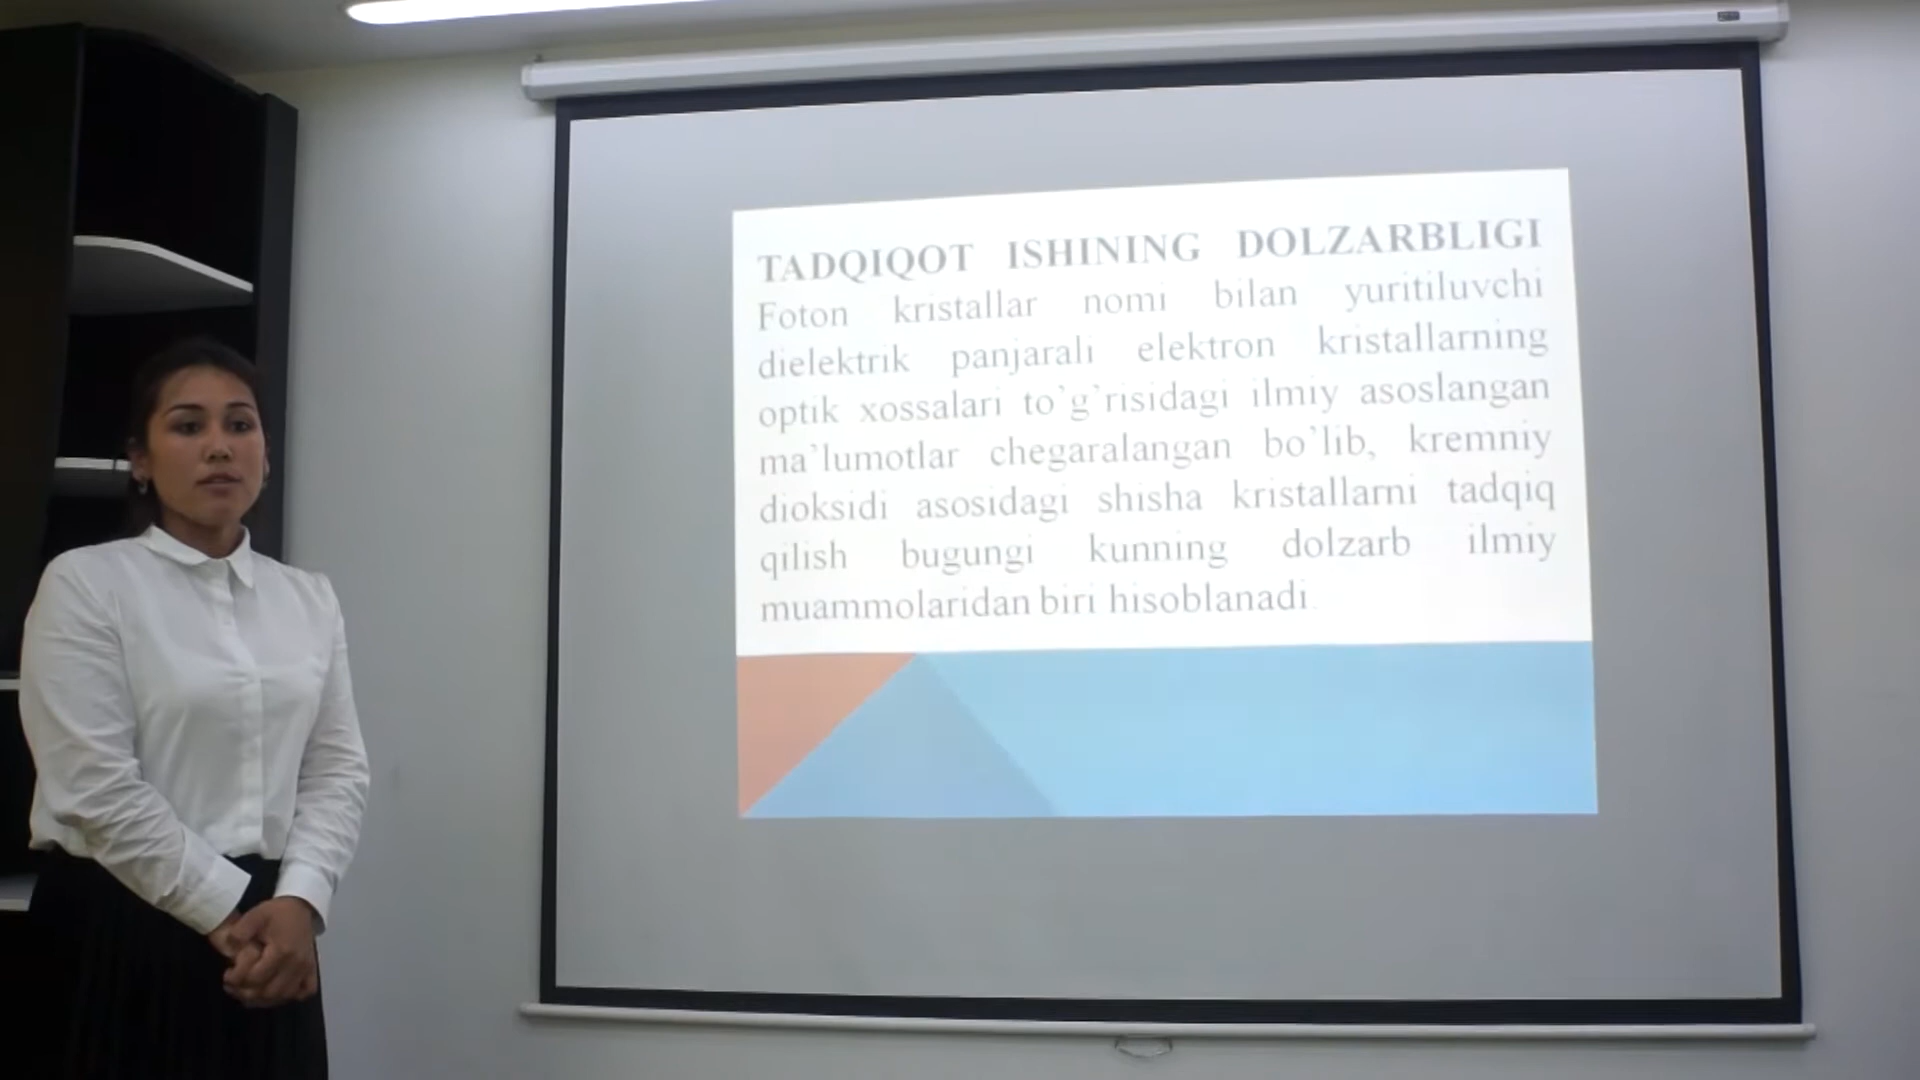 TADQIQOT ISHINING DOLZARBLIGI
Foton kristallar nomi bilan yuritiluvchi
dielektrik panjarali elektron kristallarning
optik xossalari to`g`risidagi ilmiy asoslangan
ma`lumotlar chegaralangan bo`lib, kremniy
dioksidi asosidagi shisha kristallarni tadqiq
qilish bugungi kunning dolzarb ilmiy
muammolaridan biri hisoblanadi.